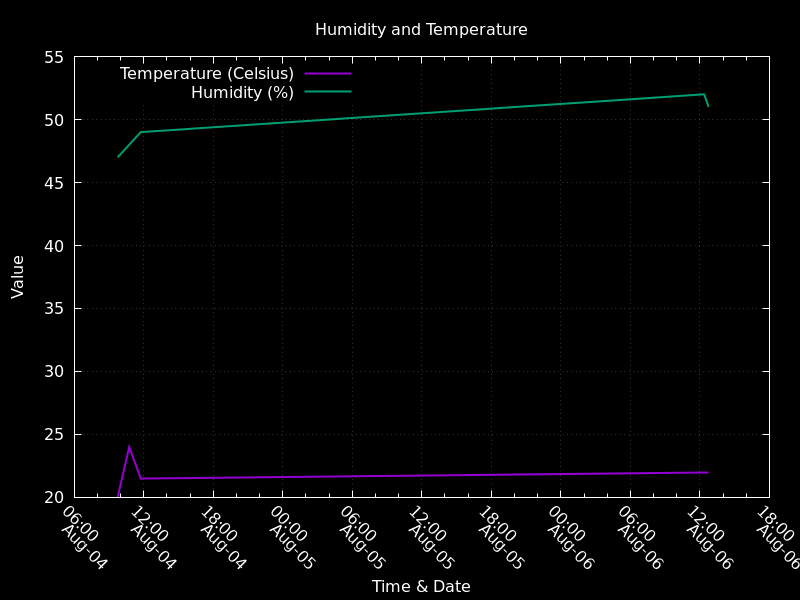 Humidity and Temperature
Temperature (Celsius)
Humidity (%)
55
50
45
40
35
30
25
20
Value
06:00
Aug-04
12:00
Aug-04
18:00
Aug-04
00:00
Aug-05
06:00
Aug-05
12:00
Aug-05
18:00
Aug-05
00:00
Aug-06
06:00
Aug-06
12:00
Aug-06
18:00
Aug-06
Time & Date